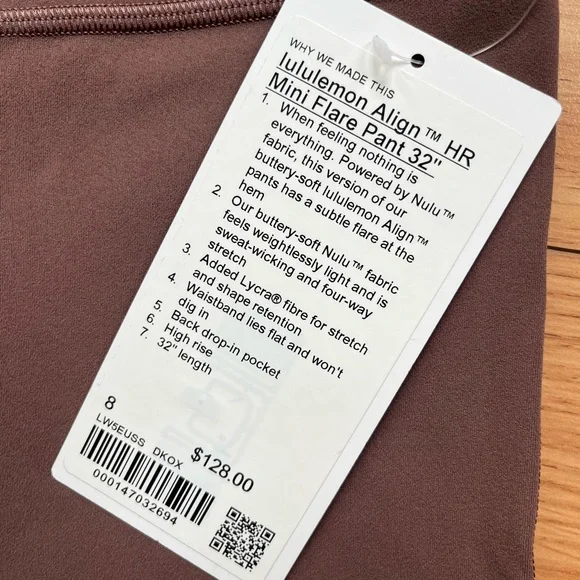 WHY WE MADE THIS
lululemon Align™ HR
Mini Flare Pant 32"
1. When feeling nothing is
everything. Powered by Nulu™
fabric, this version of our
buttery-soft lululemon Align™
pants has a subtle flare at the
hem
2. Our buttery-soft Nulu™ fabric
feels weightlessly light and is
sweat-wicking and four-way
stretch
3. Added Lycra® fibre for stretch
and shape retention
4. Waistband lies flat and won't
dig in
5. Back drop-in pocket
6. High rise
7. 32" length
8
LW5EUSS DKOX
$128.00
000147032694